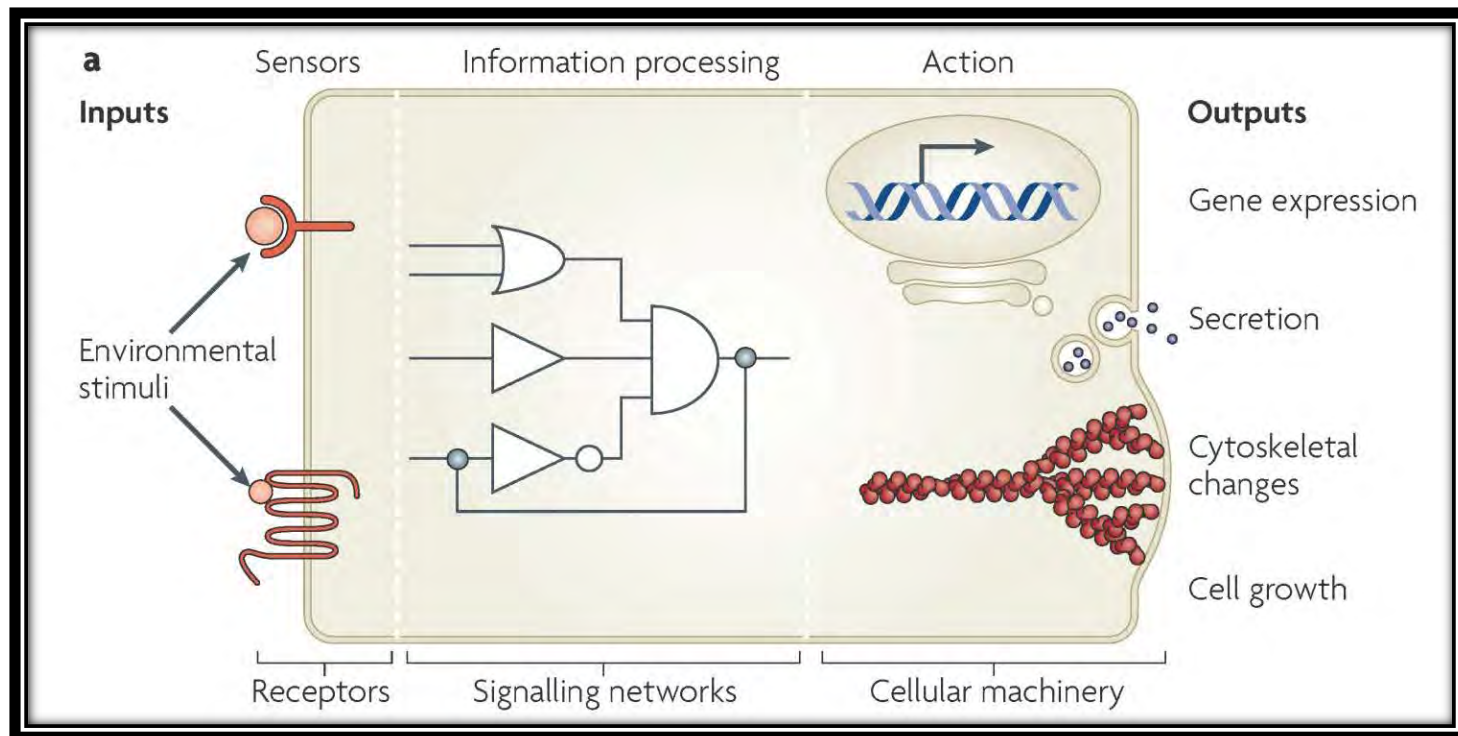 a
Sensors
Information processing
Action
Inputs
Outputs
Gene expression
Secretion
Environmental
stimuli
Cytoskeletal
changes
Cell growth
Receptors
Signalling networks
Cellular machinery